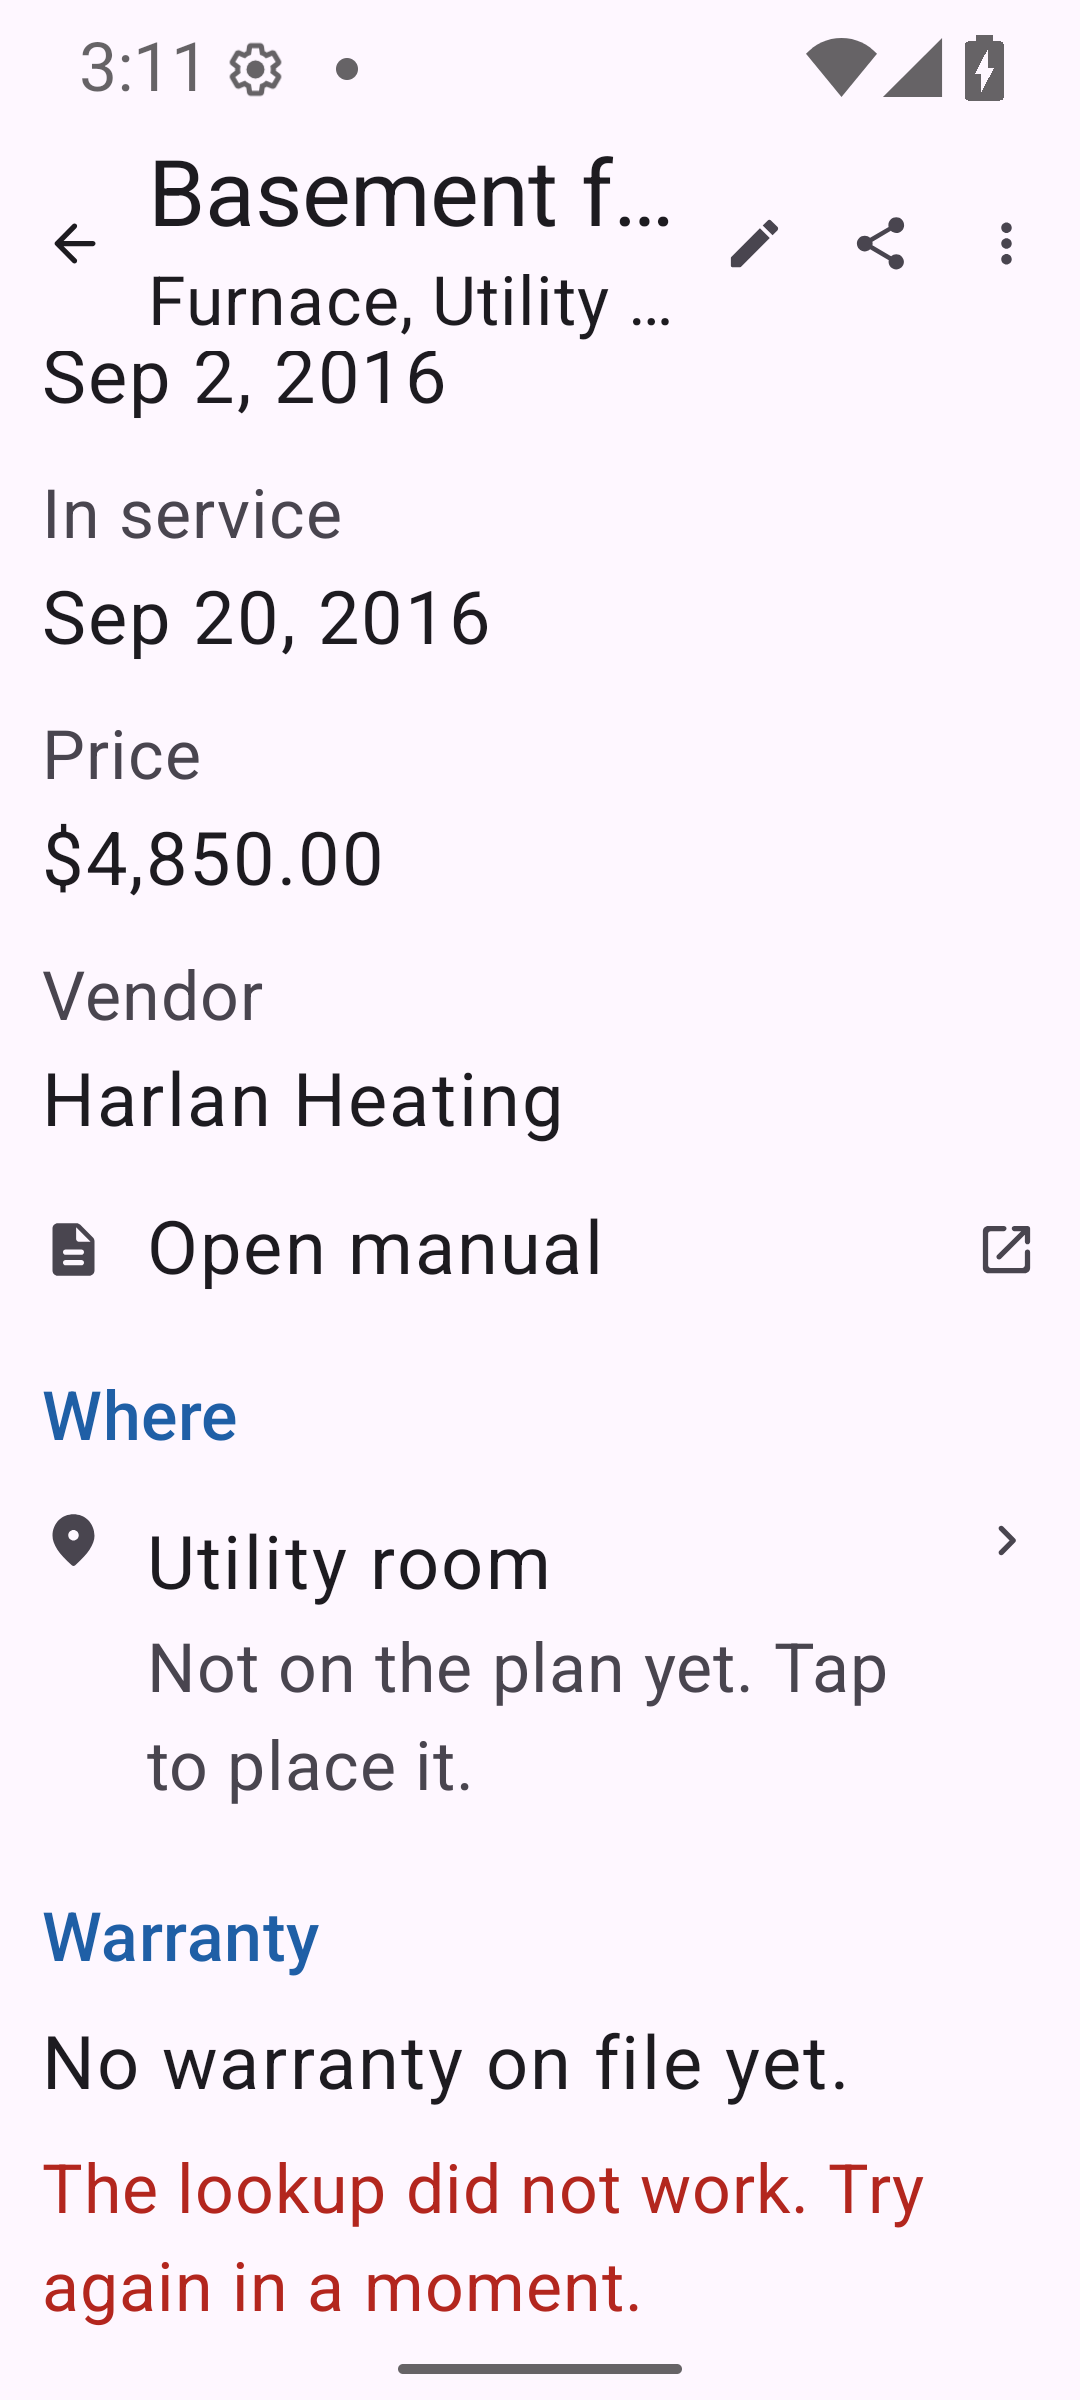 3:11
Basement f...
Furnace, Utility ...
Sep 2, 2016
In service
Sep 20, 2016
Price
$4,850.00
Vendor
Harlan Heating
Open manual
Where
Utility room
Not on the plan yet. Tap
to place it.
Warranty
No warranty on file yet.
The lookup did not work. Try
again in a moment.